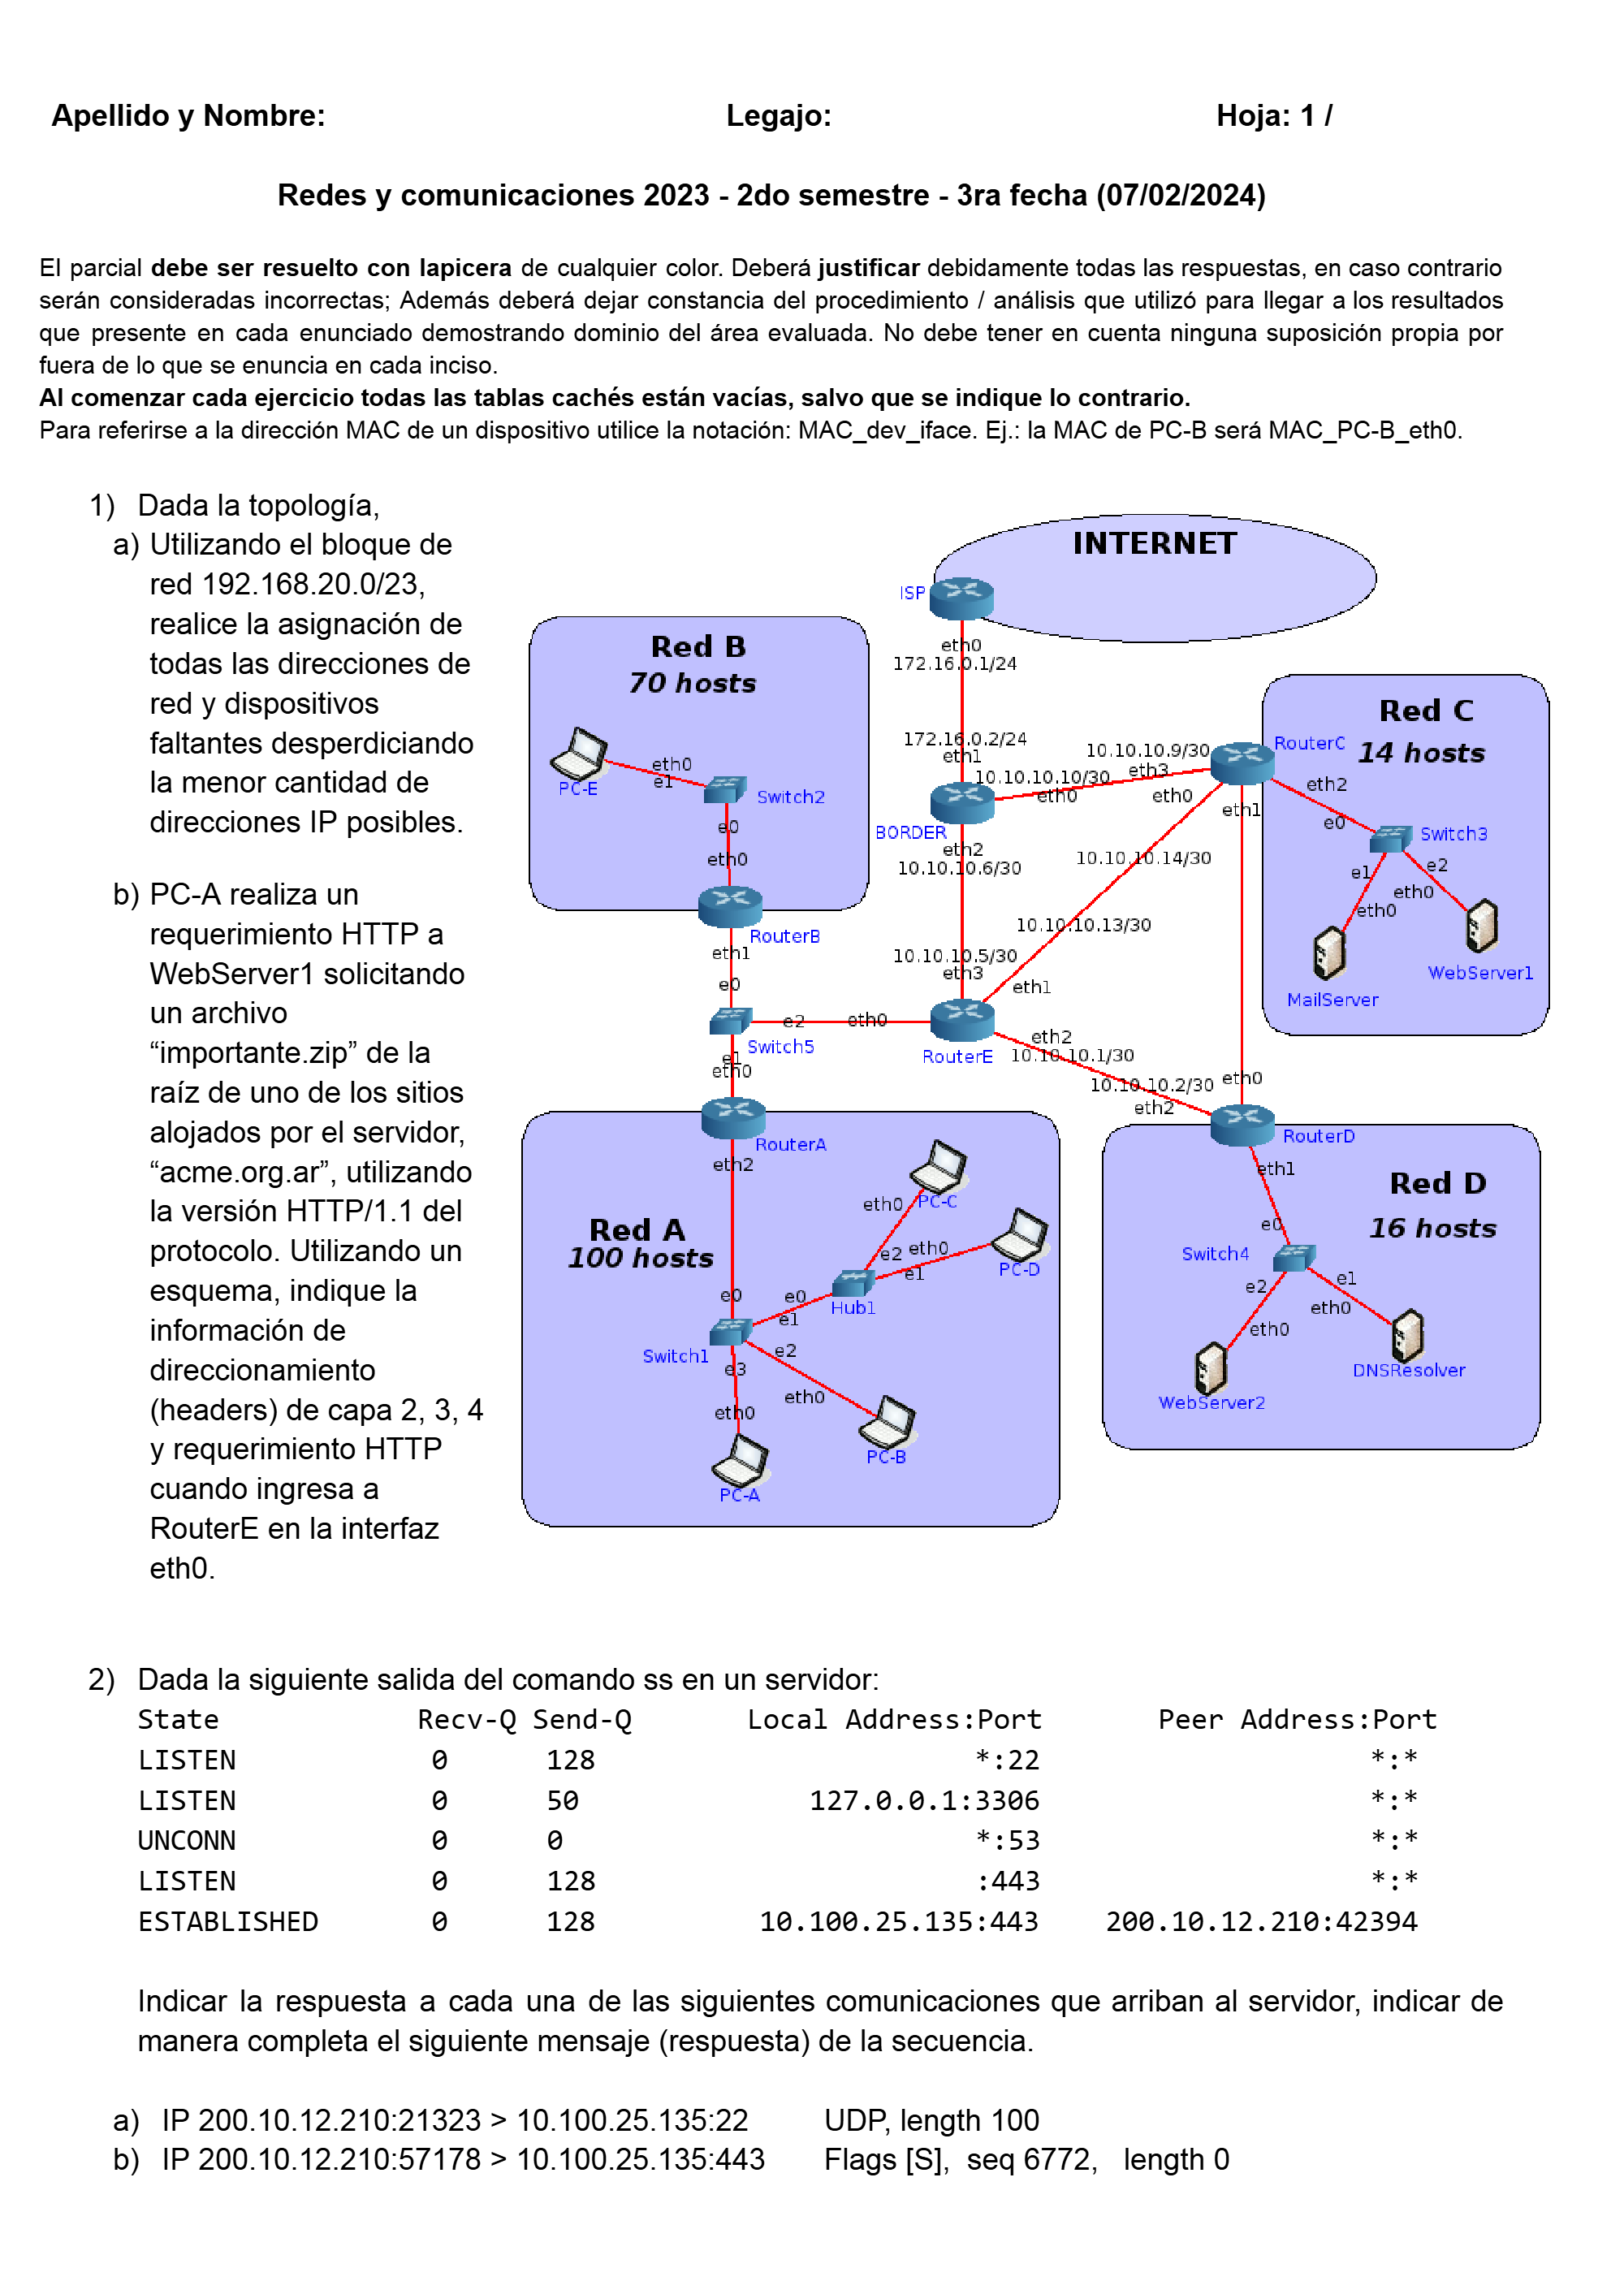 Apellido y Nombre: Legajo: Hoja: 1 /
Redes y comunicaciones 2023 - 2do semestre - 3ra fecha (07/02/2024)
El parcial debe ser resuelto con lapicera de cualquier color. Deberá justificar debidamente todas las respuestas, en caso contrario
serán consideradas incorrectas; Además deberá dejar constancia del procedimiento / análisis que utilizó para llegar a los resultados
que presente en cada enunciado demostrando dominio del área evaluada. No debe tener en cuenta ninguna suposición propia por
fuera de lo que se enuncia en cada inciso.
Al comenzar cada ejercicio todas las tablas cachés están vacías, salvo que se indique lo contrario.
Para referirse a la dirección MAC de un dispositivo utilice la notación: MAC_dev_iface. Ej.: la MAC de PC-B será MAC_PC-B_eth0.
1) Dada la topología,
a) Utilizando el bloque de
red 192.168.20.0/23,
realice la asignación de
todas las direcciones de
red y dispositivos
faltantes desperdiciando
la menor cantidad de
direcciones IP posibles.
b) PC-A realiza un
requerimiento HTTP a
WebServer1 solicitando
un archivo
“importante.zip” de la
raíz de uno de los sitios
alojados por el servidor,
“acme.org.ar”, utilizando
la versión HTTP/1.1 del
protocolo. Utilizando un
esquema, indique la
información de
direccionamiento
(headers) de capa 2, 3, 4
y requerimiento HTTP
cuando ingresa a
RouterE en la interfaz
eth0.
INTERNET
ISP
eth0
172.16.0.1/24
172.16.0.2/24
eth1
BORDER
10.10.10.10/30
eth0
10.10.10.9/30
eth3
eth2
10.10.10.6/30
Red B
70 hosts
PC-E
eth0
e1
Switch2
e0
eth0
RouterB
eth1
e0
Switch5
e2
eth0
e1
eth0
RouterC
eth0
eth1
eth2
10.10.10.14/30
10.10.10.13/30
Red C
14 hosts
e0
Switch3
e1
e2
eth0
eth0
MailServer
WebServer1
10.10.10.5/30
eth3
eth1
RouterE
eth2
10.10.10.1/30
10.10.10.2/30
eth2
eth0
RouterD
eth1
Red D
16 hosts
e0
Switch4
e2
e1
eth0
eth0
WebServer2
DNSResolver
RouterA
eth2
Red A
100 hosts
e0
Switch1
e1
e0
Hub1
e2
eth0
PC-C
e1
eth0
PC-D
e2
eth0
PC-B
e3
eth0
PC-A
2) Dada la siguiente salida del comando ss en un servidor:
State Recv-Q Send-Q Local Address:Port Peer Address:Port
LISTEN 0 128 *:22 *:*
LISTEN 0 50 127.0.0.1:3306 *:*
UNCONN 0 0 *:53 *:*
LISTEN 0 128 :443 *:*
ESTABLISHED 0 128 10.100.25.135:443 200.10.12.210:42394
Indicar la respuesta a cada una de las siguientes comunicaciones que arriban al servidor, indicar de
manera completa el siguiente mensaje (respuesta) de la secuencia.
a) IP 200.10.12.210:21323 > 10.100.25.135:22 UDP, length 100
b) IP 200.10.12.210:57178 > 10.100.25.135:443 Flags [S], seq 6772, length 0